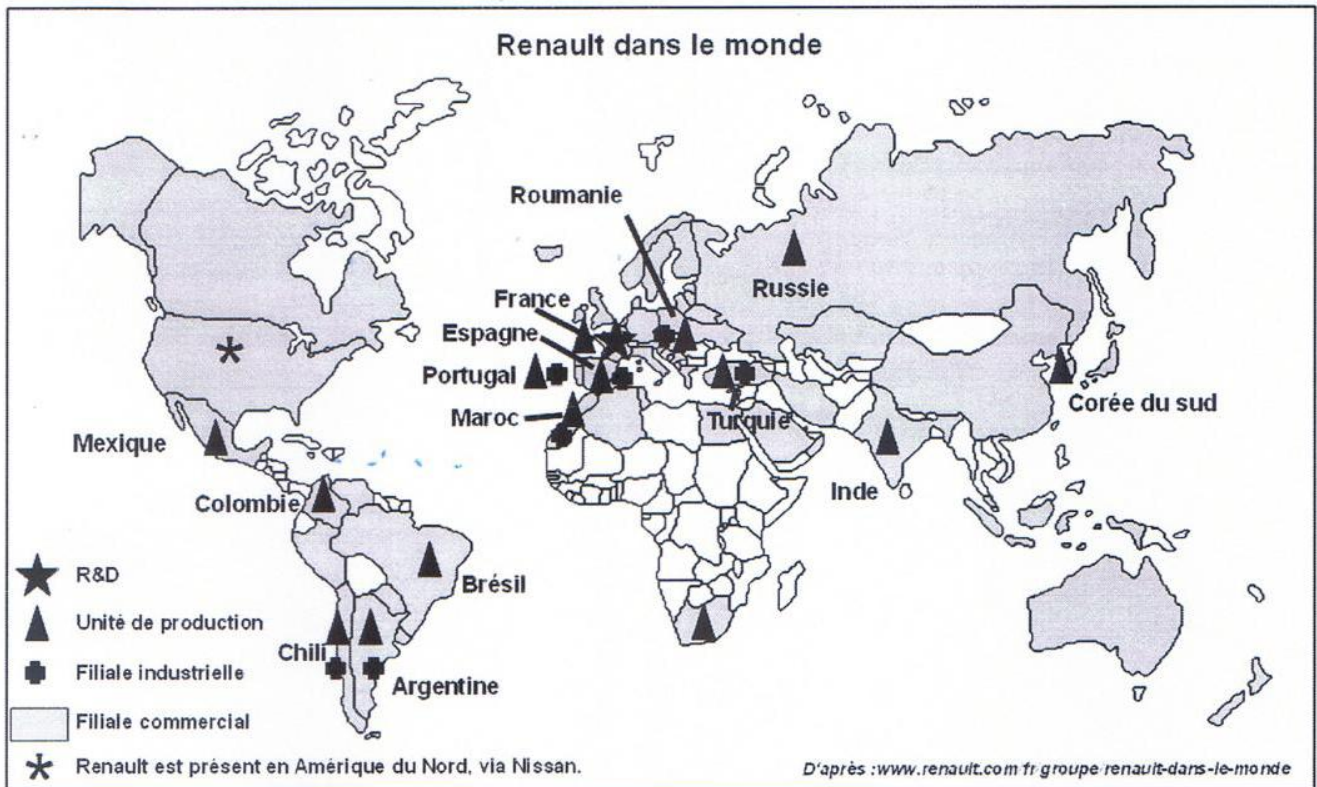 Renault dans le monde
Roumanie
Russie
France
Espagne
Portugal
Maroc
Turquie
Corée du sud
Mexique
Inde
Colombie
Brésil
Chili
Argentine
R&D
Unité de production
Filiale industrielle
Filiale commercial
* Renault est présent en Amérique du Nord, via Nissan.
D'après :www.renault.com fr groupe/renault-dans-le-monde